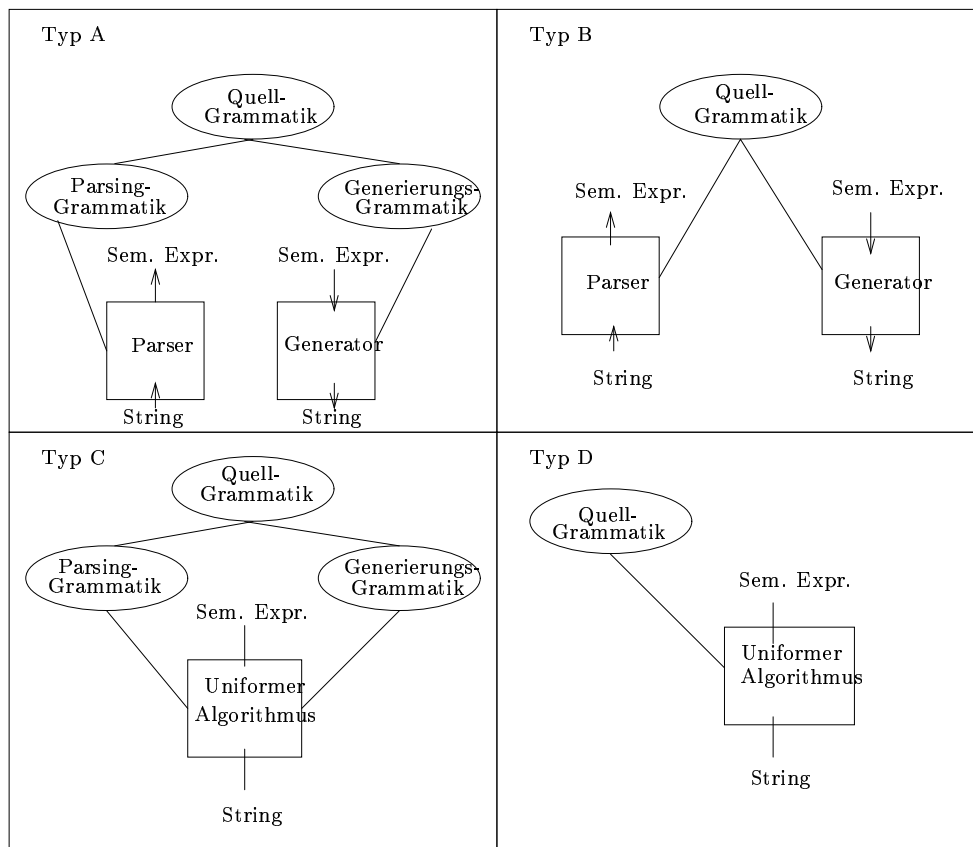 Typ A
Quell-
Grammatik
Parsing-
Grammatik
Generierungs-
Grammatik
Sem. Expr.
Sem. Expr.
Parser
Generator
String
String
Typ B
Quell-
Grammatik
Sem. Expr.
Sem. Expr.
Parser
Generator
String
String
Typ C
Quell-
Grammatik
Parsing-
Grammatik
Generierungs-
Grammatik
Sem. Expr.
Uniformer
Algorithmus
String
Typ D
Quell-
Grammatik
Sem. Expr.
Uniformer
Algorithmus
String